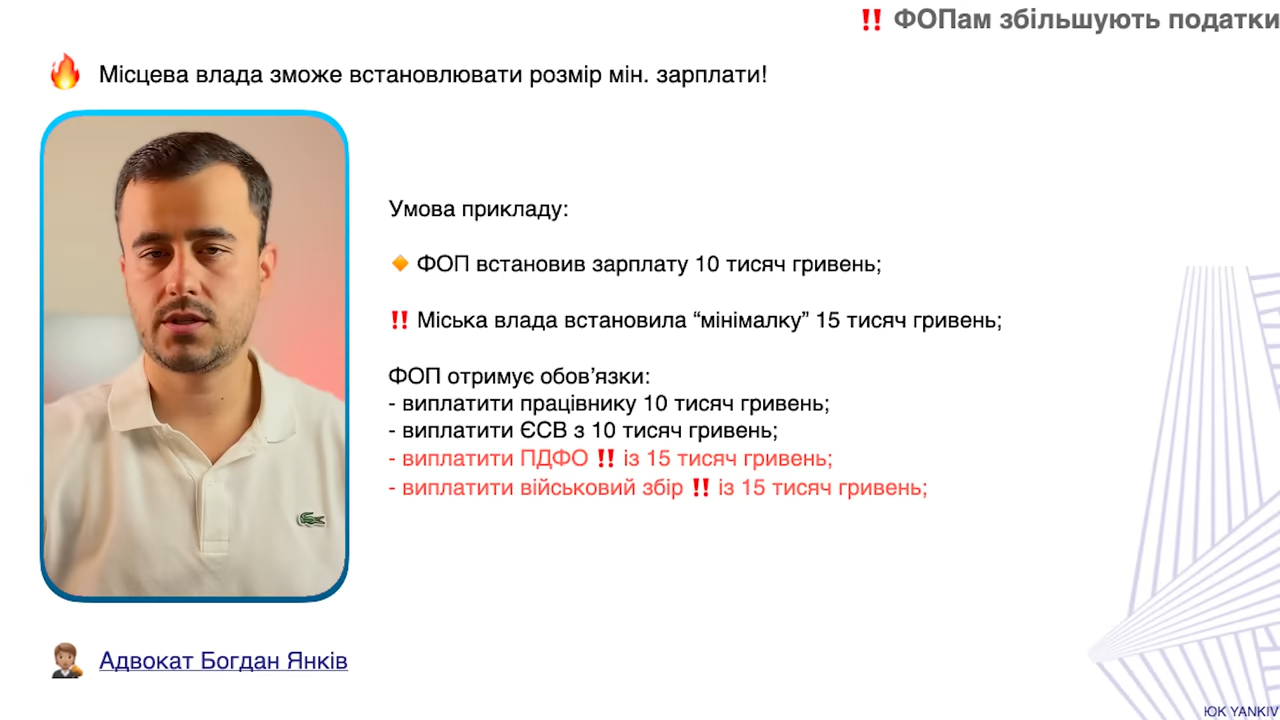 ‼️ ФОПам збільшують податки
🔥 Місцева влада зможе встановлювати розмір мін. зарплати!
Умова прикладу:
🔸 ФОП встановив зарплату 10 тисяч гривень;
‼️ Міська влада встановила “мінімалку” 15 тисяч гривень;
ФОП отримує обов’язки:
- виплатити працівнику 10 тисяч гривень;
- виплатити ЄСВ з 10 тисяч гривень;
- виплатити ПДФО ‼️ із 15 тисяч гривень;
- виплатити військовий збір ‼️ із 15 тисяч гривень;
Адвокат Богдан Янків
ЮК YANKIV